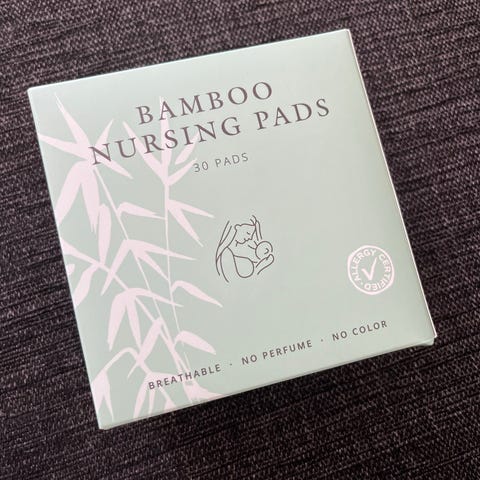 BAMBOO
NURSING PADS
30 PADS
ALLERGY CERTIFIED
BREATHABLE · NO PERFUME · NO COLOR